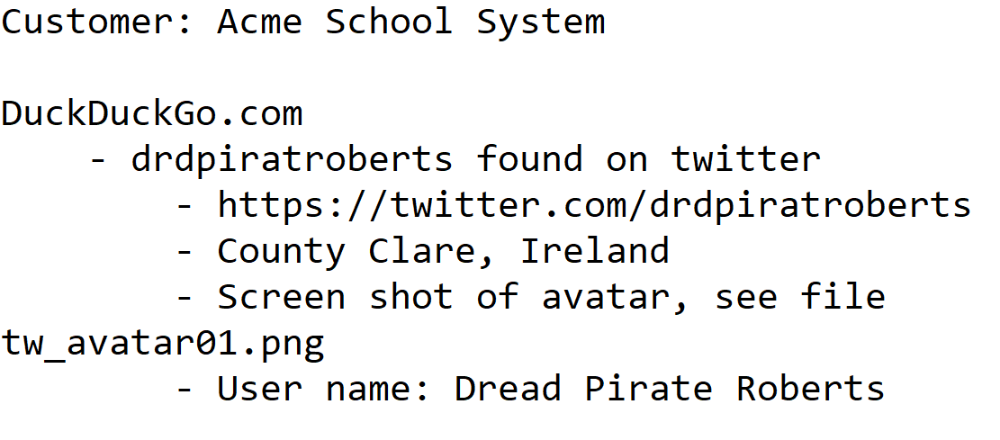 Customer: Acme School System
DuckDuckGo.com
- drdpiratroberts found on twitter
- https://twitter.com/drdpiratroberts
- County Clare, Ireland
- Screen shot of avatar, see file
tw_avatar01.png
- User name: Dread Pirate Roberts